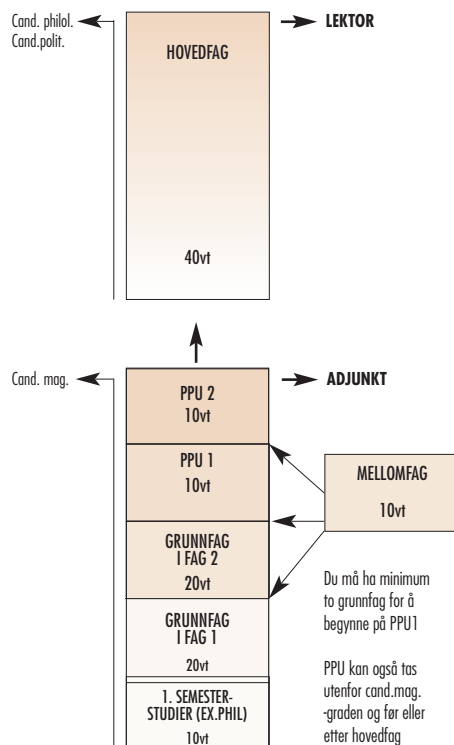 Cand. philol.
Cand.polit.
LEKTOR
HOVEDFAG
40vt
Cand. mag.
ADJUNKT
PPU 2
10vt
PPU 1
10vt
MELLOMFAG
10vt
GRUNNFAG
I FAG 2
20vt
GRUNNFAG
I FAG 1
20vt
1. SEMESTER-
STUDIER (EX.PHIL)
10vt
Du må ha minimum
to grunnfag for å
begynne på PPU1
PPU kan også tas
utenfor cand.mag.
-graden og før eller
etter hovedfag